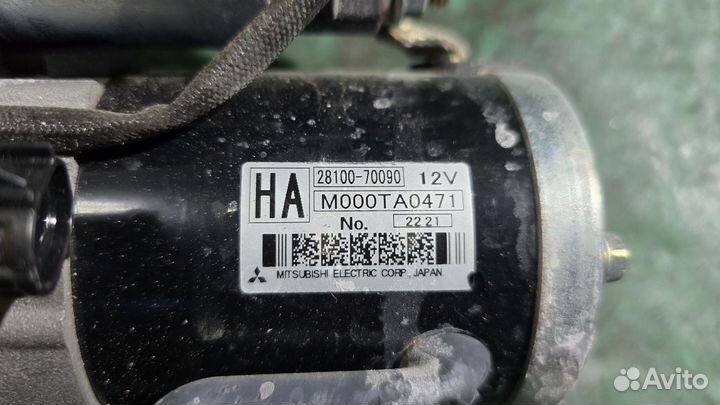 HA
28100-70090 12V
M000TA0471
No. 22 21
MITSUBISHI ELECTRIC CORP., JAPAN
Avito